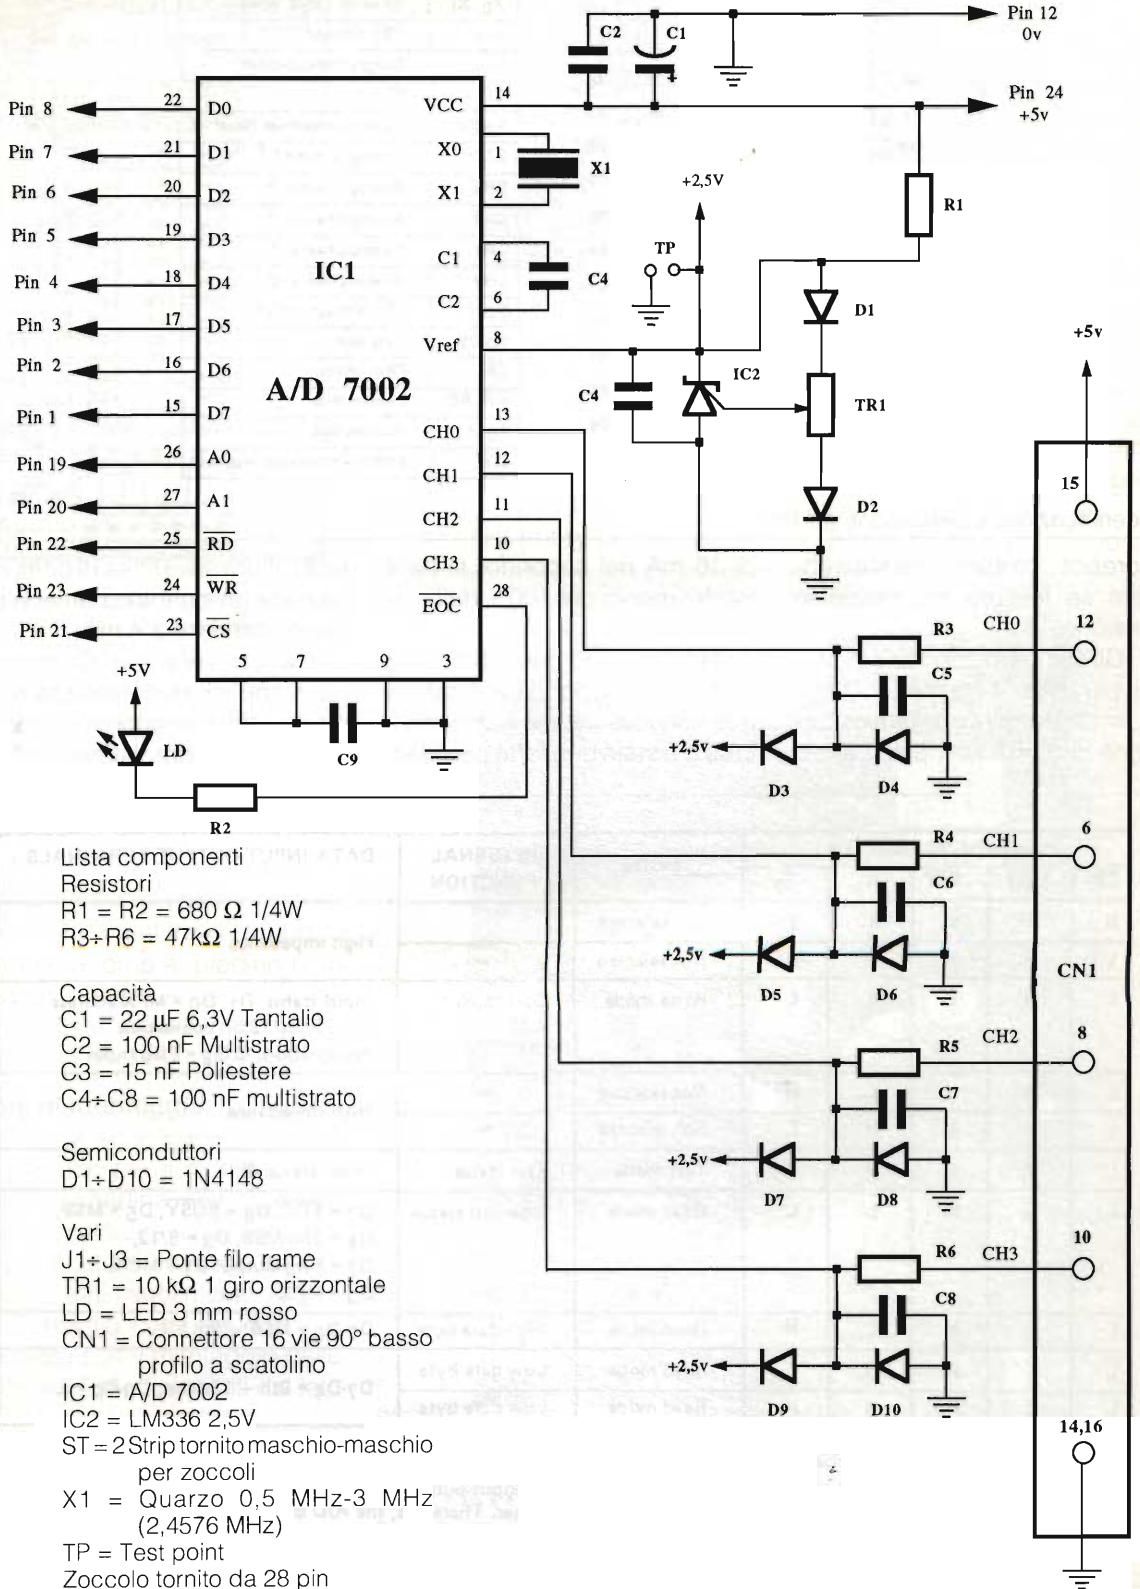 C2
C1
+
Pin 12
0v
Pin 24
+5v
VCC
14
X0
1
X1
2
X1
C1
4
C2
6
C4
Vref
8
CH0
13
CH1
12
CH2
11
CH3
10
EOC
28
IC1
A/D 7002
Pin 8
22
D0
Pin 7
21
D1
Pin 6
20
D2
Pin 5
19
D3
Pin 4
18
D4
Pin 3
17
D5
Pin 2
16
D6
Pin 1
15
D7
Pin 19
26
A0
Pin 20
27
A1
Pin 22
25
RD
Pin 23
24
WR
Pin 21
23
CS
5
7
9
3
C9
+5V
LD
R2
+2,5V
TP
C4
IC2
R1
D1
TR1
D2
+5v
15
R3
CH0
12
C5
+2,5v
D3
D4
R4
CH1
6
C6
+2,5v
D5
D6
CN1
R5
CH2
8
C7
+2,5v
D7
D8
R6
CH3
10
C8
+2,5v
D9
D10
14,16
Lista componenti
Resistori
R1 = R2 = 680 Ω 1/4W
R3÷R6 = 47kΩ 1/4W
Capacità
C1 = 22 µF 6,3V Tantalio
C2 = 100 nF Multistrato
C3 = 15 nF Poliestere
C4÷C8 = 100 nF multistrato
Semiconduttori
D1÷D10 = 1N4148
Vari
J1÷J3 = Ponte filo rame
TR1 = 10 kΩ 1 giro orizzontale
LD = LED 3 mm rosso
CN1 = Connettore 16 vie 90° basso
profilo a scatolino
IC1 = A/D 7002
IC2 = LM336 2,5V
ST = 2 Strip tornito maschio-maschio
per zoccoli
X1 = Quarzo 0,5 MHz-3 MHz
(2,4576 MHz)
TP = Test point
Zoccolo tornito da 28 pin